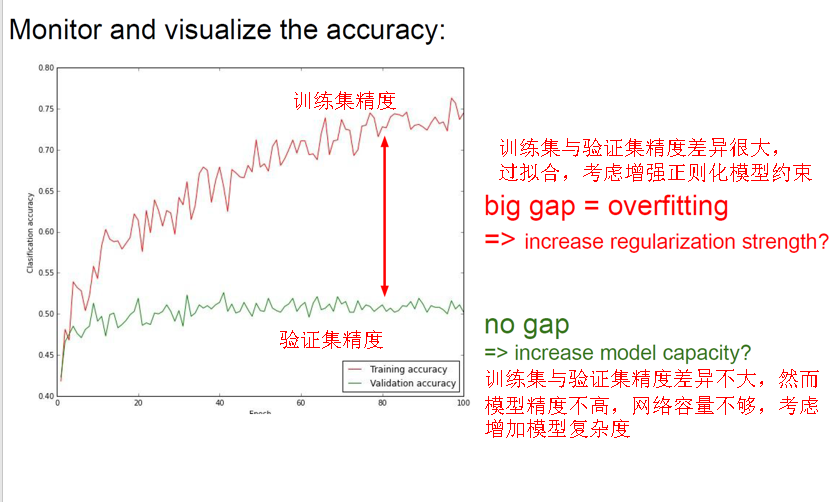 Monitor and visualize the accuracy:
0.80
0.75
0.70
0.65
0.60
0.55
0.50
0.45
0.40
Clasification accuracy
0
20
40
60
80
100
Epoch
训练集精度
验证集精度
Training accuracy
Validation accuracy
训练集与验证集精度差异很大，
过拟合，考虑增强正则化模型约束
big gap = overfitting
=> increase regularization strength?
no gap
=> increase model capacity?
训练集与验证集精度差异不大，然而
模型精度不高，网络容量不够，考虑
增加模型复杂度